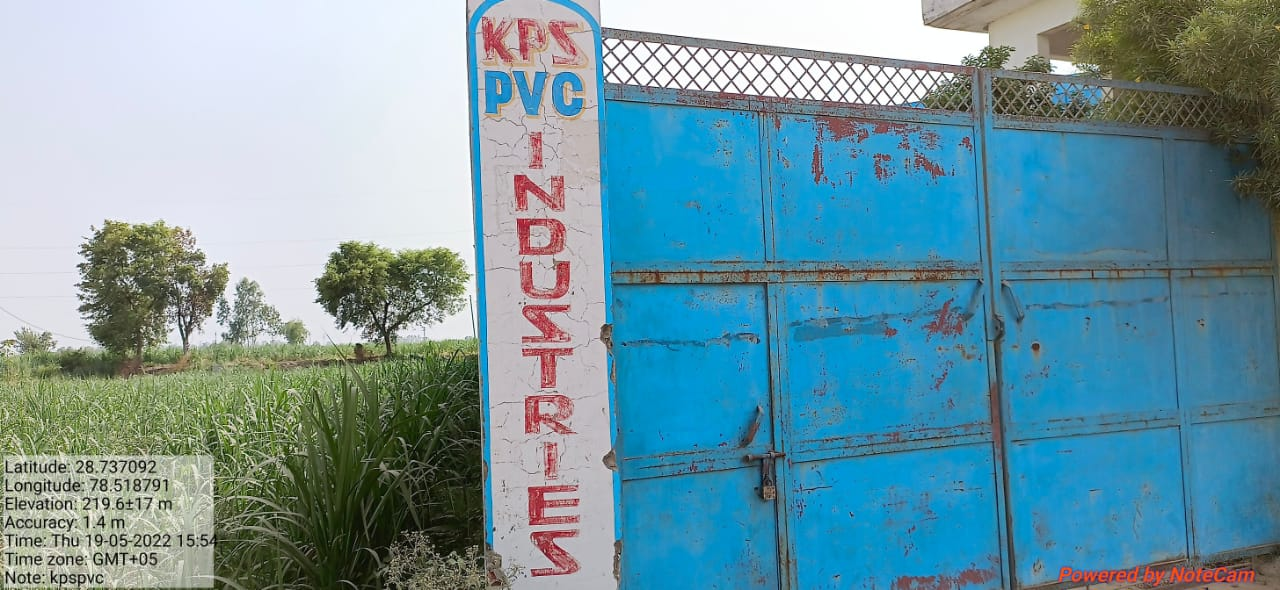 KPS
PVC
INDUSTRIES
Latitude: 28.737092
Longitude: 78.518791
Elevation: 219.6±17 m
Accuracy: 1.4 m
Time: Thu 19-05-2022 15:54
Time zone: GMT+05
Note: kpspvc
Powered by NoteCam